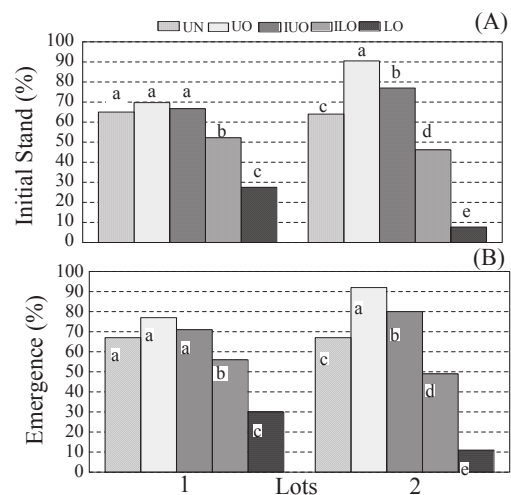 UN UO IUO ILO LO
(A)
Initial Stand (%)
100
90
80
70
60
50
40
30
20
10
0
a a a b c
c a b d e
(B)
Emergence (%)
100
90
80
70
60
50
40
30
20
10
0
a a a b c
c a b d e
1 Lots 2